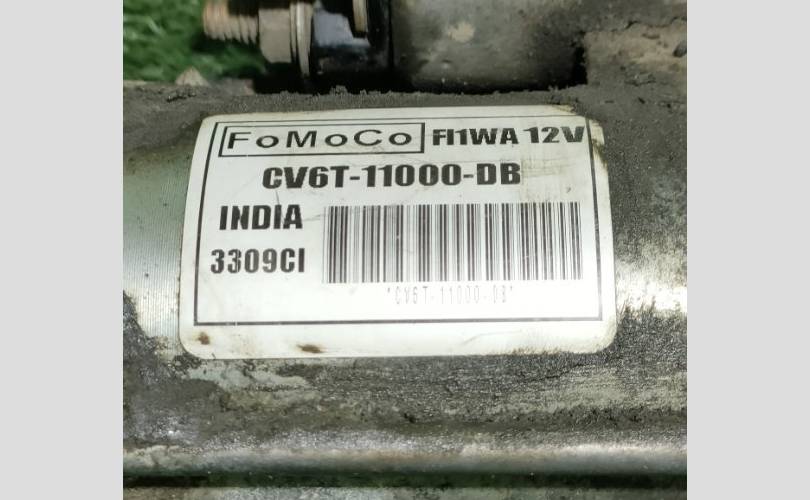 FoMoCo FI1WA 12V
CV6T-11000-DB
INDIA
3309CI
*CV6T-11000-DB*